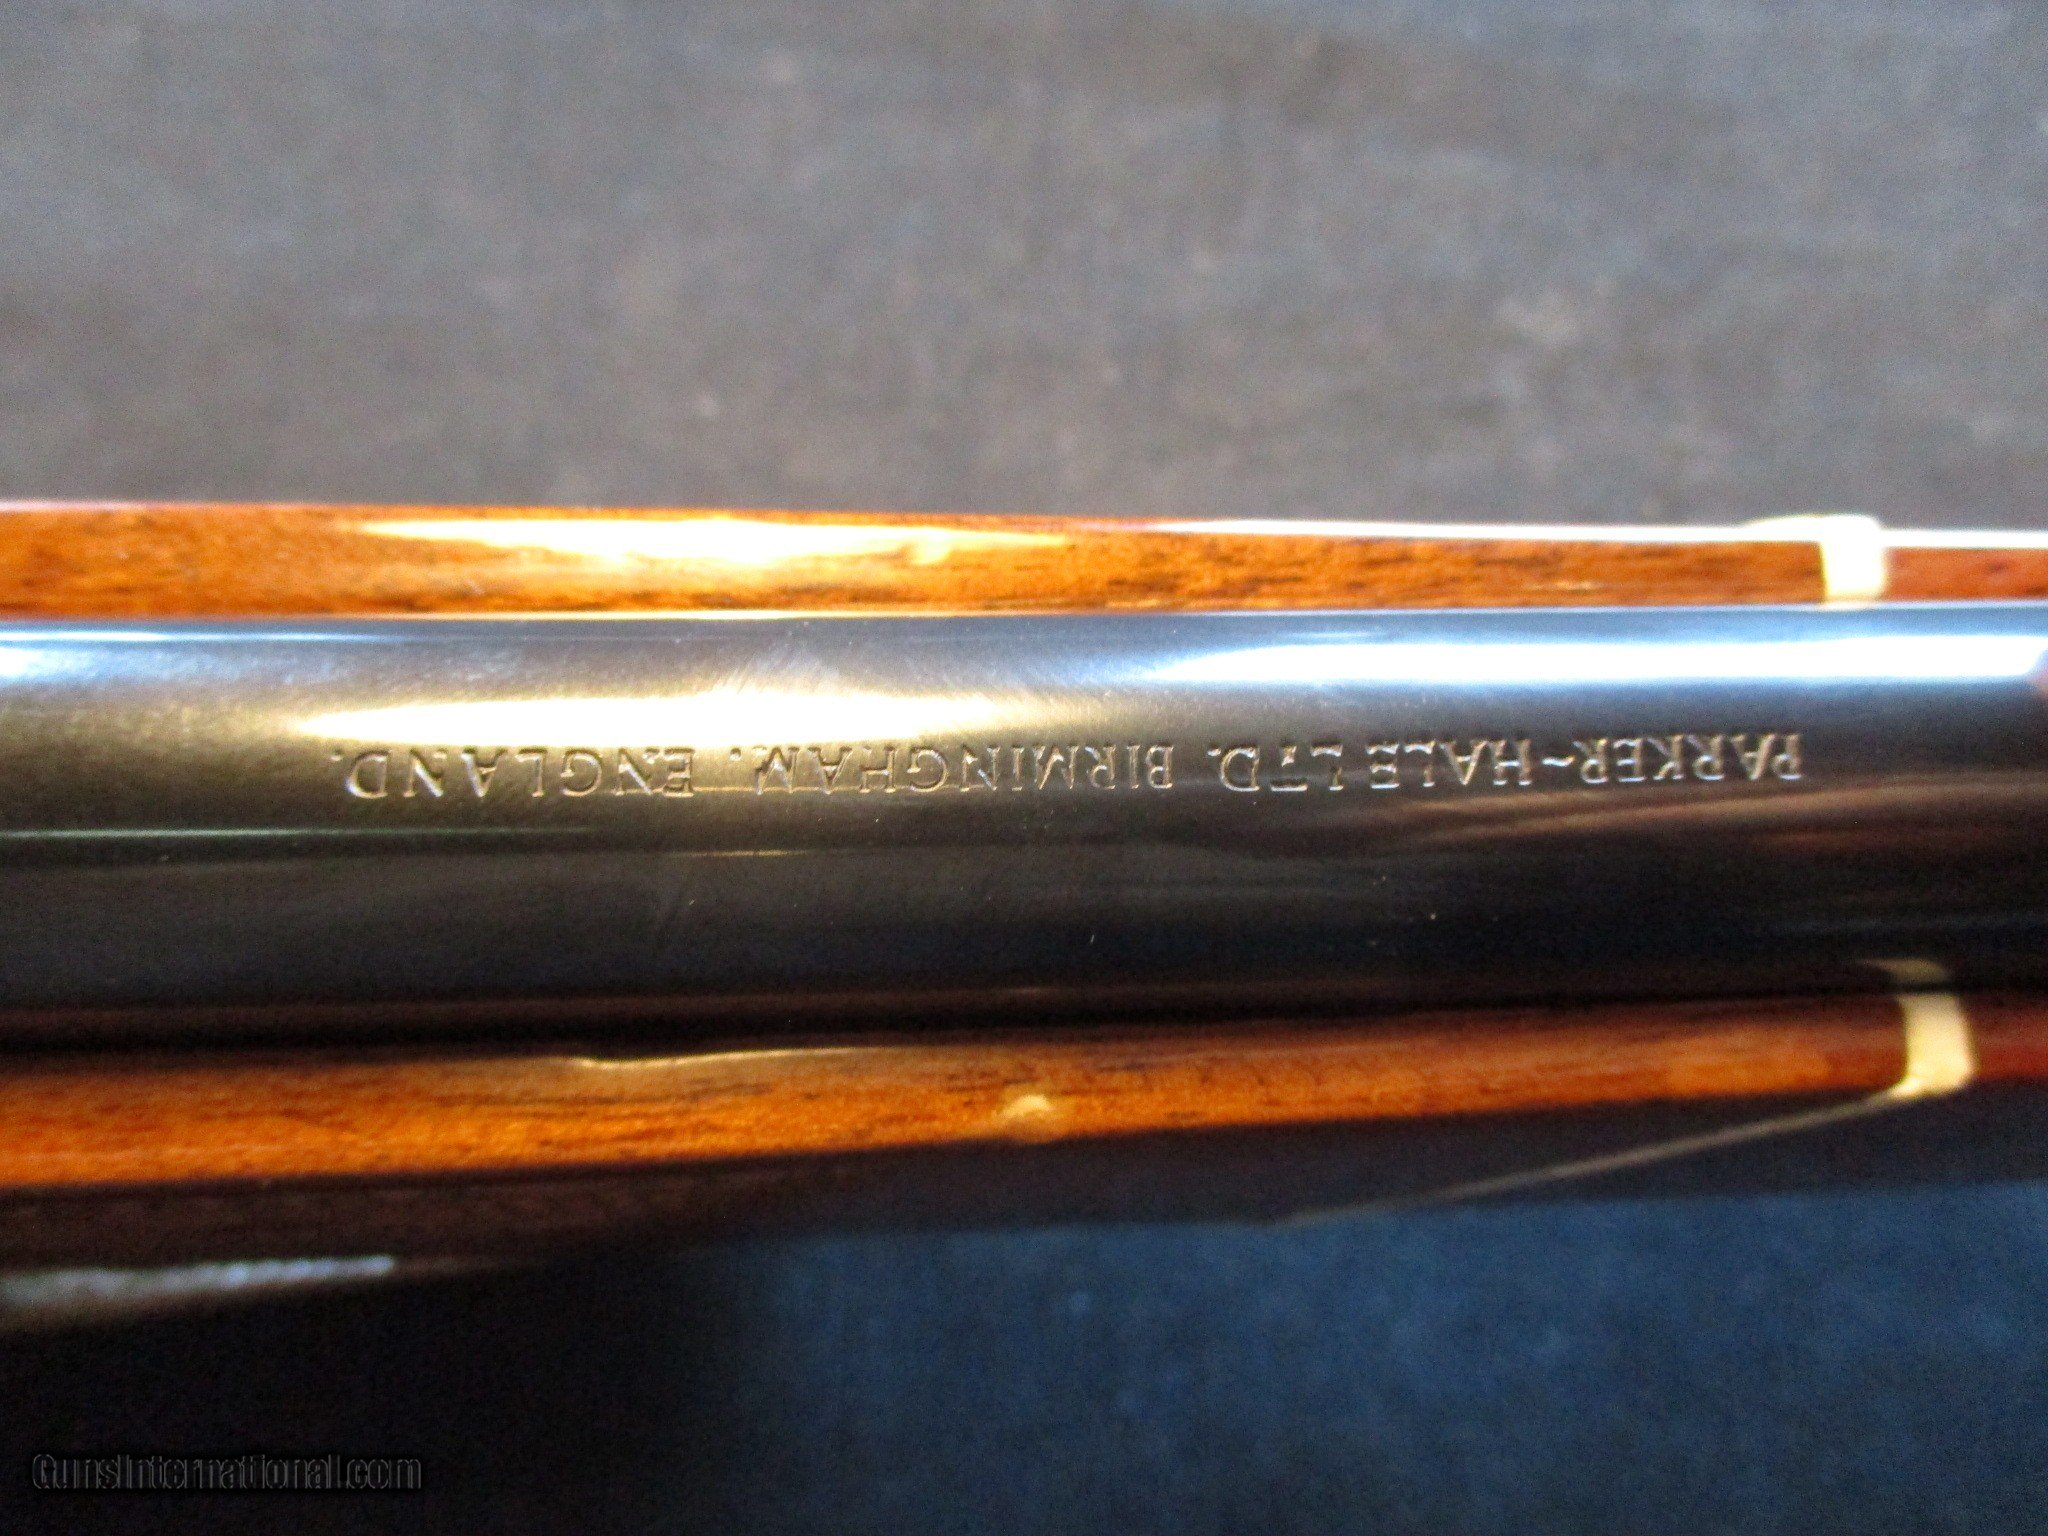 PARKER-HALE LTD. BIRMINGHAM. ENGLAND.
GunsInternational.com